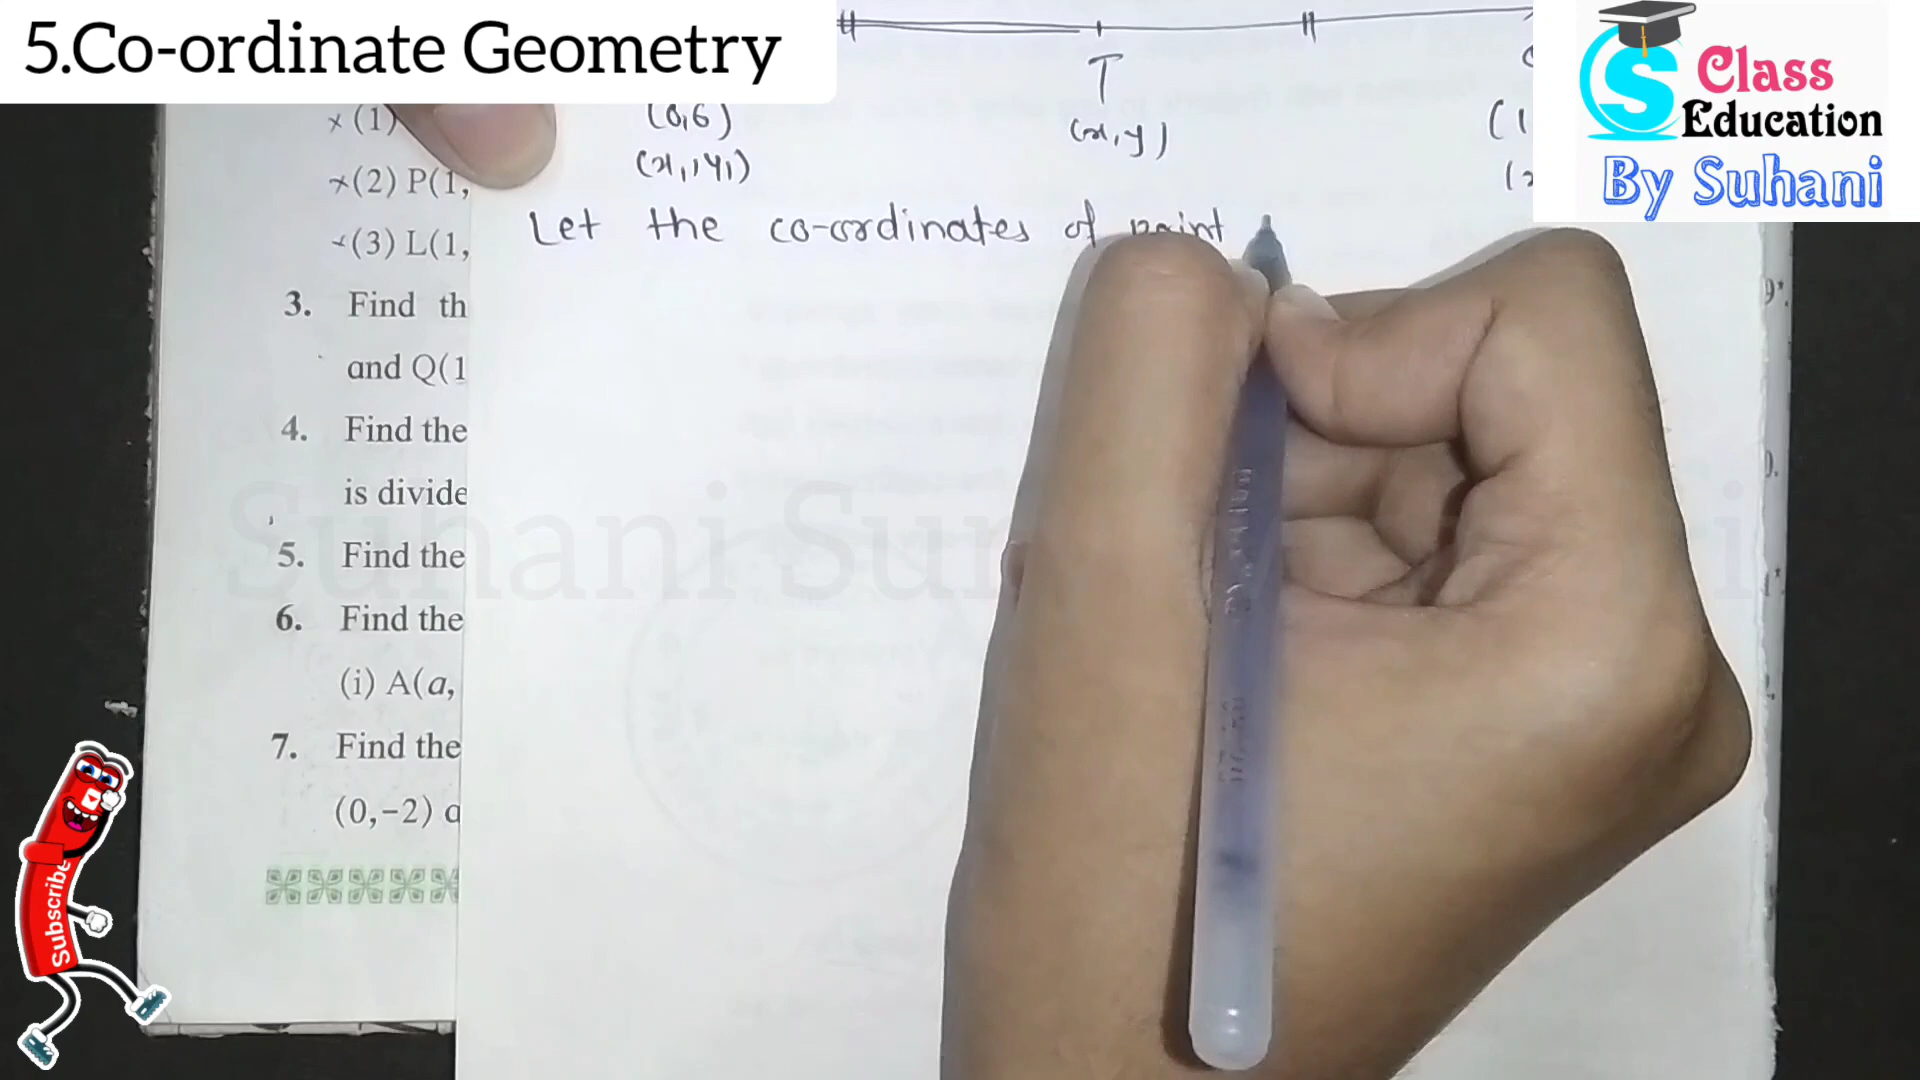 5.Co-ordinate Geometry
Class
Education
By Suhani
T
(0,6)
(x, y)
(1
(x₁, y₁)
Let the co-ordinates of point
(1)
(2) P(1,
(3) L(1,
3. Find th
and Q(1
4. Find the
is divide
5. Find the
6. Find the
(i) A(a,
7. Find the
(0,−2) a
Subscribe